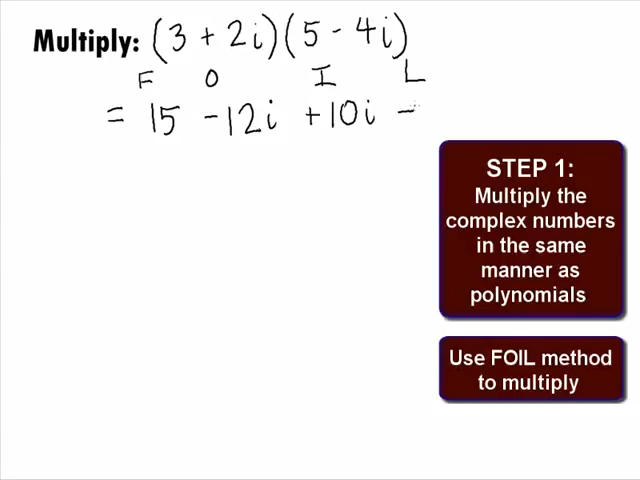 Multiply: (3 + 2i)(5 - 4i)
F O I L
= 15 - 12i + 10i -
STEP 1:
Multiply the
complex numbers
in the same
manner as
polynomials
Use FOIL method
to multiply